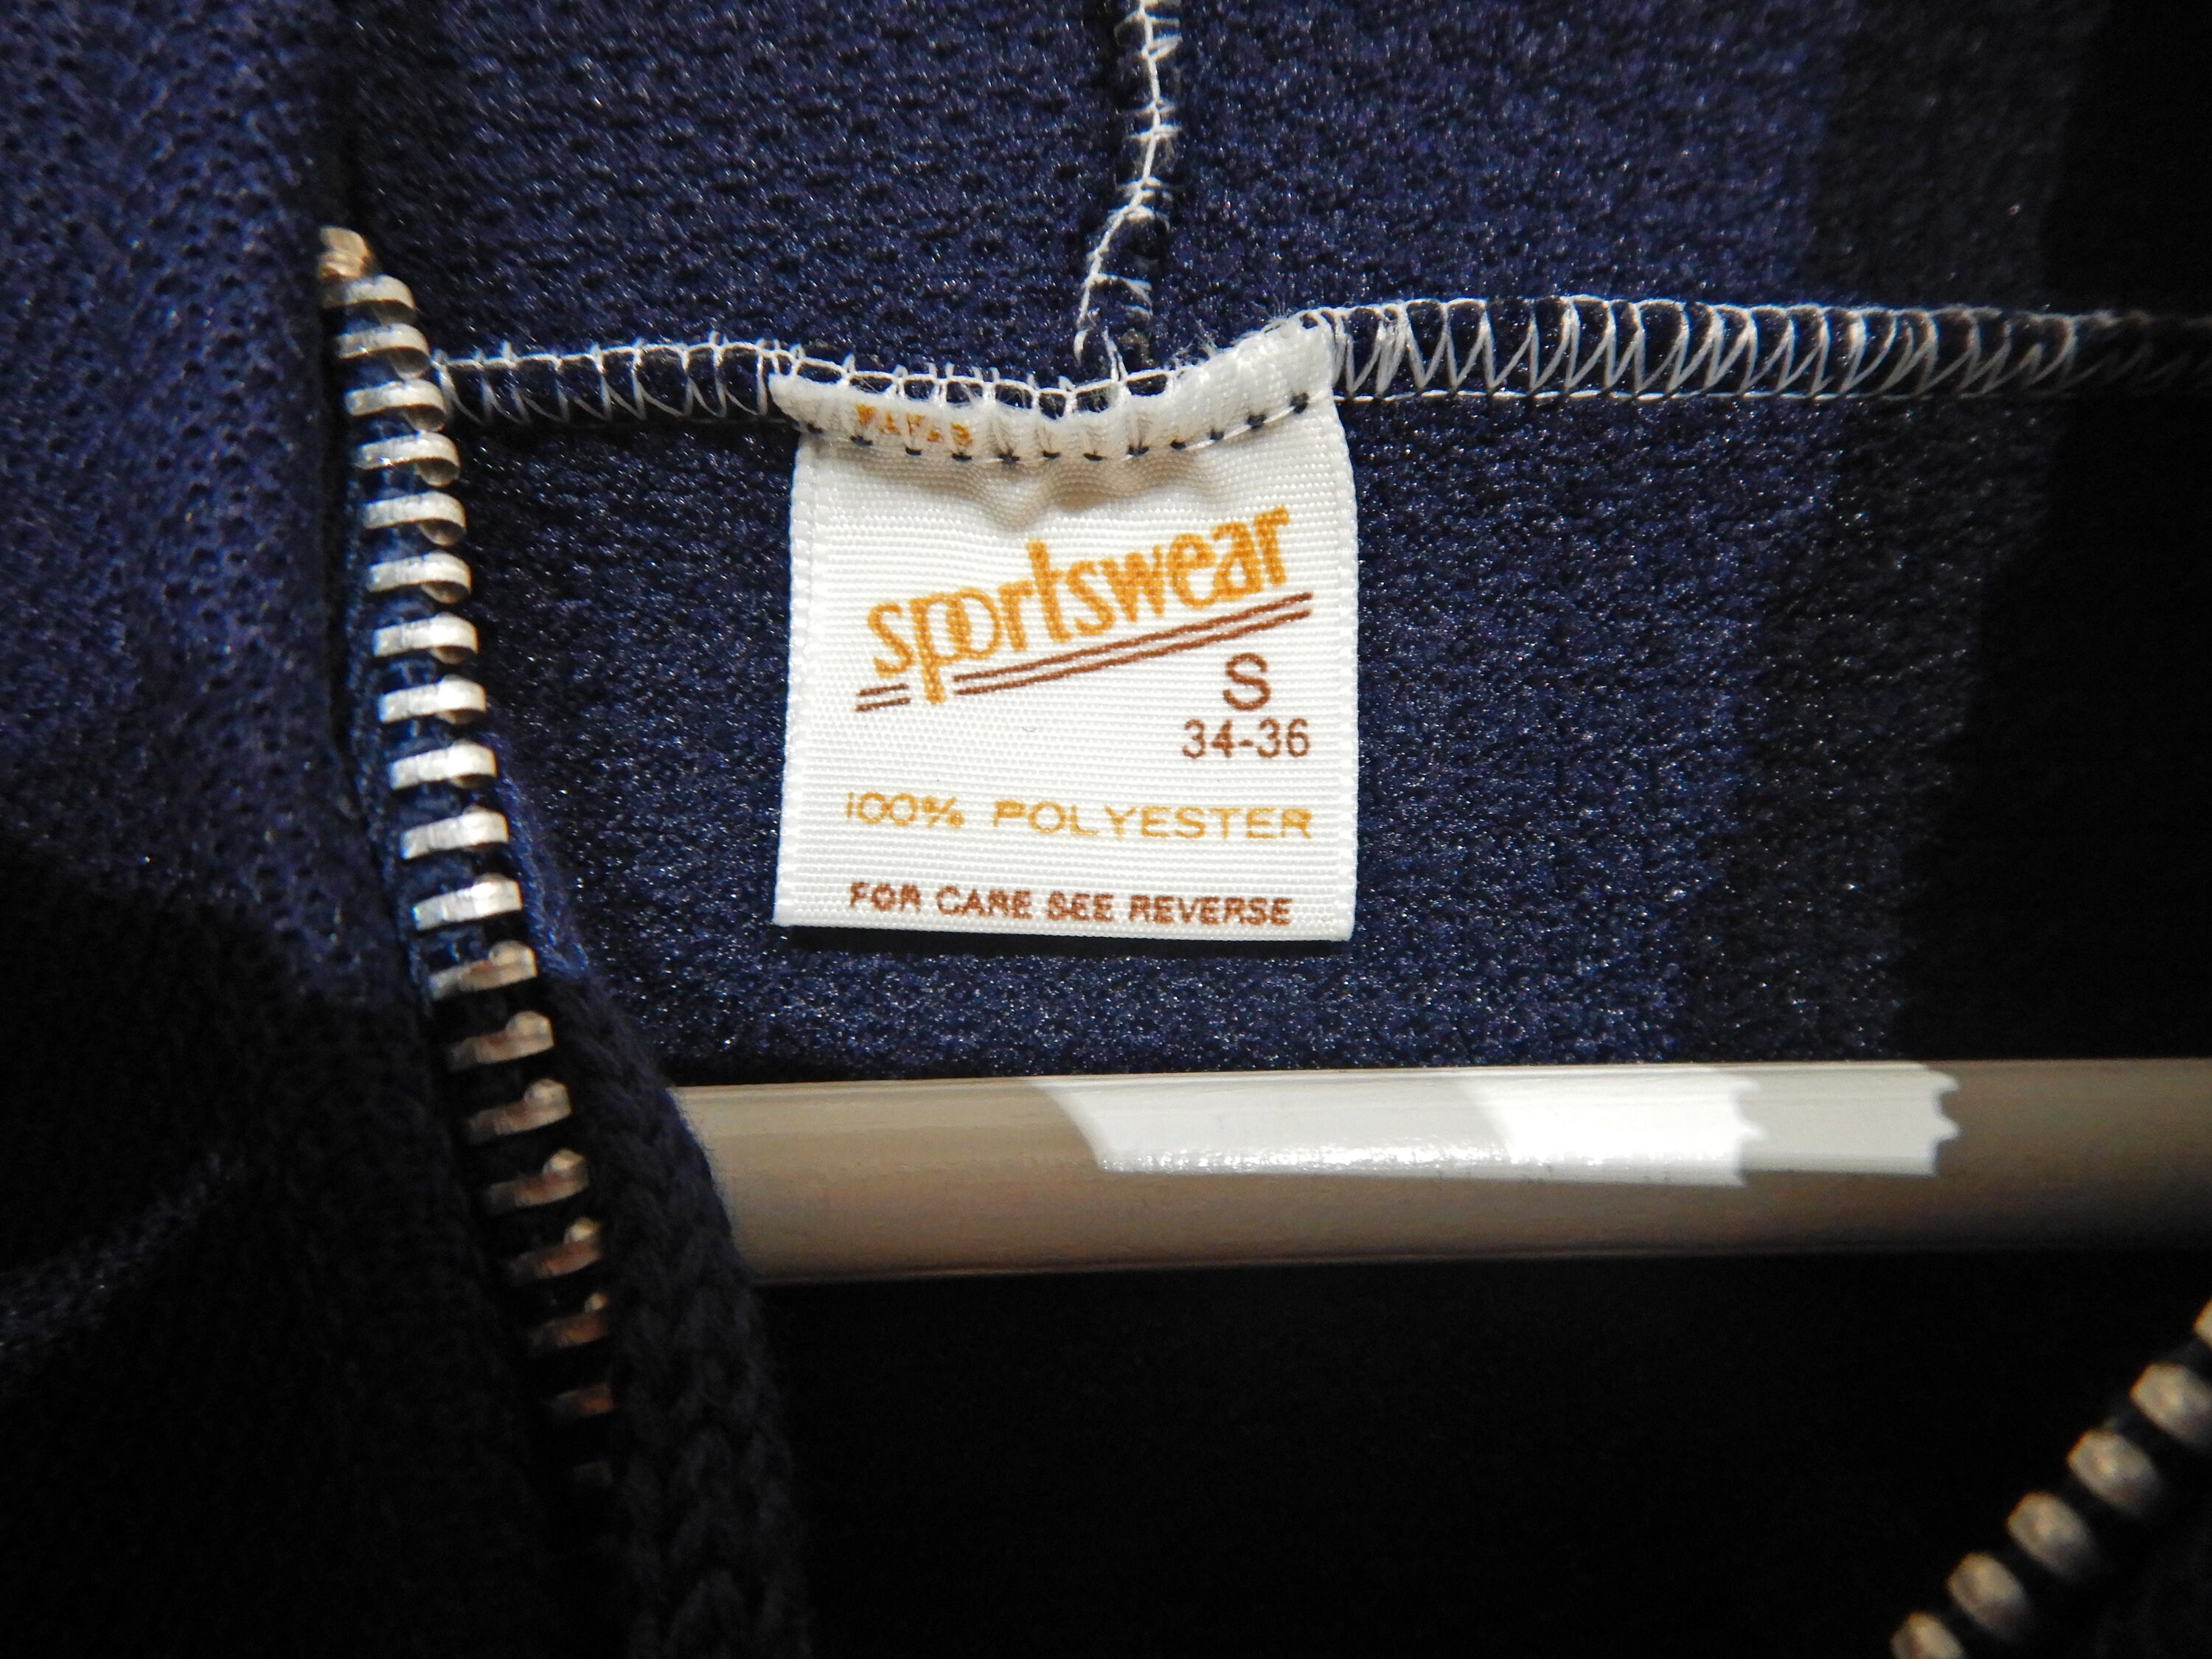 sportswear
S
34-36
100% POLYESTER
FOR CARE SEE REVERSE